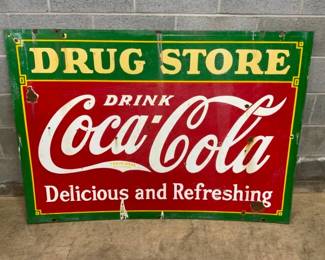 DRUG STORE
DRINK
Coca-Cola
Delicious and Refreshing